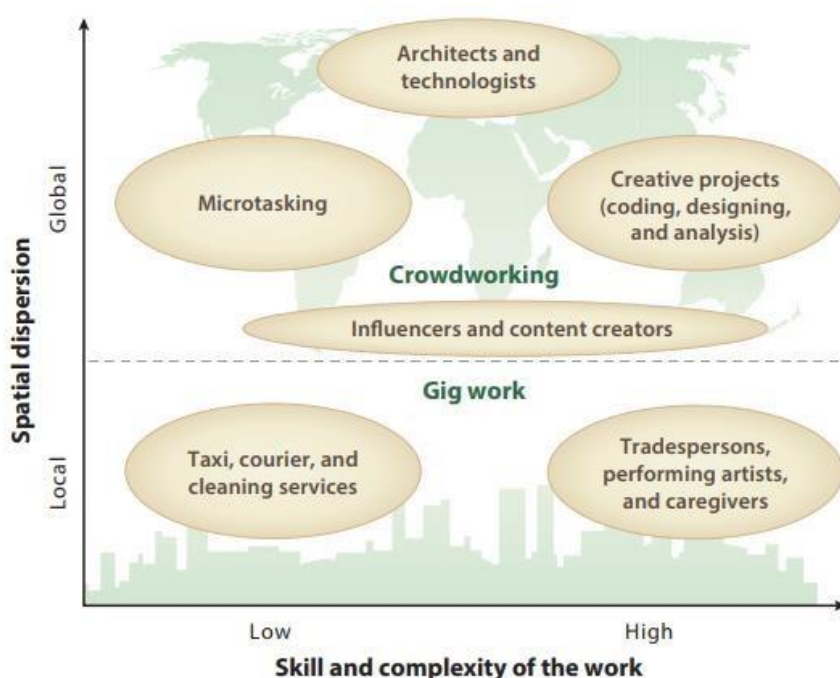 Architects and
technologists
Microtasking
Creative projects
(coding, designing,
and analysis)
Crowdworking
Influencers and content creators
Gig work
Taxi, courier, and
cleaning services
Tradespersons,
performing artists,
and caregivers
Global
Local
Spatial dispersion
Low
High
Skill and complexity of the work